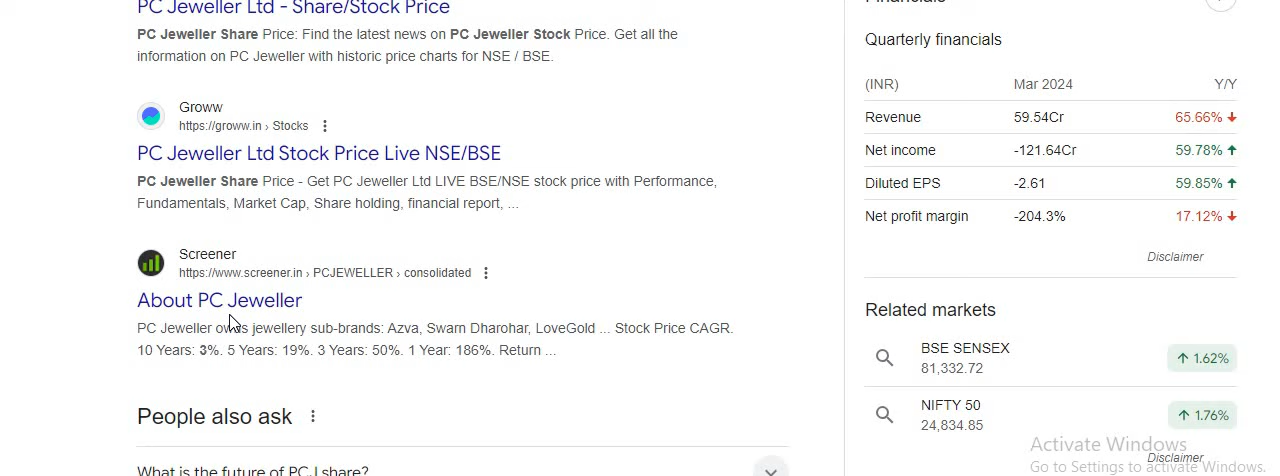 PC Jeweller Ltd - Share/Stock Price
PC Jeweller Share Price: Find the latest news on PC Jeweller Stock Price. Get all the
information on PC Jeweller with historic price charts for NSE / BSE.
Groww
https://groww.in › Stocks
PC Jeweller Ltd Stock Price Live NSE/BSE
PC Jeweller Share Price - Get PC Jeweller Ltd LIVE BSE/NSE stock price with Performance,
Fundamentals, Market Cap, Share holding, financial report, ...
Screener
https://www.screener.in › PCJEWELLER › consolidated
About PC Jeweller
PC Jeweller owns jewellery sub-brands: Azva, Swarn Dharohar, LoveGold ... Stock Price CAGR.
10 Years: 3%. 5 Years: 19%. 3 Years: 50%. 1 Year: 186%. Return ...
People also ask
What is the future of PCJ share?
Financials
Quarterly financials
(INR) Mar 2024 Y/Y
Revenue 59.54Cr 65.66%
Net income -121.64Cr 59.78%
Diluted EPS -2.61 59.85%
Net profit margin -204.3% 17.12%
Disclaimer
Related markets
BSE SENSEX
81,332.72
1.62%
NIFTY 50
24,834.85
1.76%
Activate Windows
Disclaimer
Go to Settings to activate Windows.